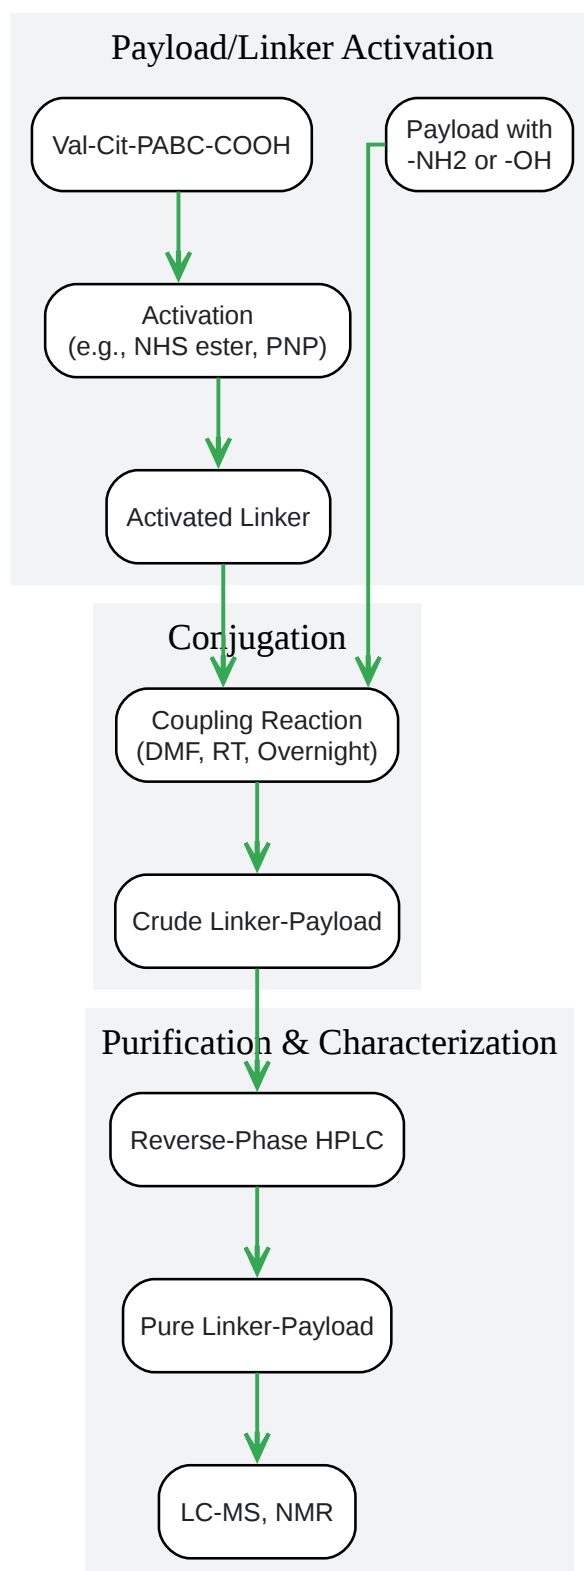 Payload/Linker Activation
Val-Cit-PABC-COOH
Payload with
-NH2 or -OH
Activation
(e.g., NHS ester, PNP)
Activated Linker
Conjugation
Coupling Reaction
(DMF, RT, Overnight)
Crude Linker-Payload
Purification & Characterization
Reverse-Phase HPLC
Pure Linker-Payload
LC-MS, NMR